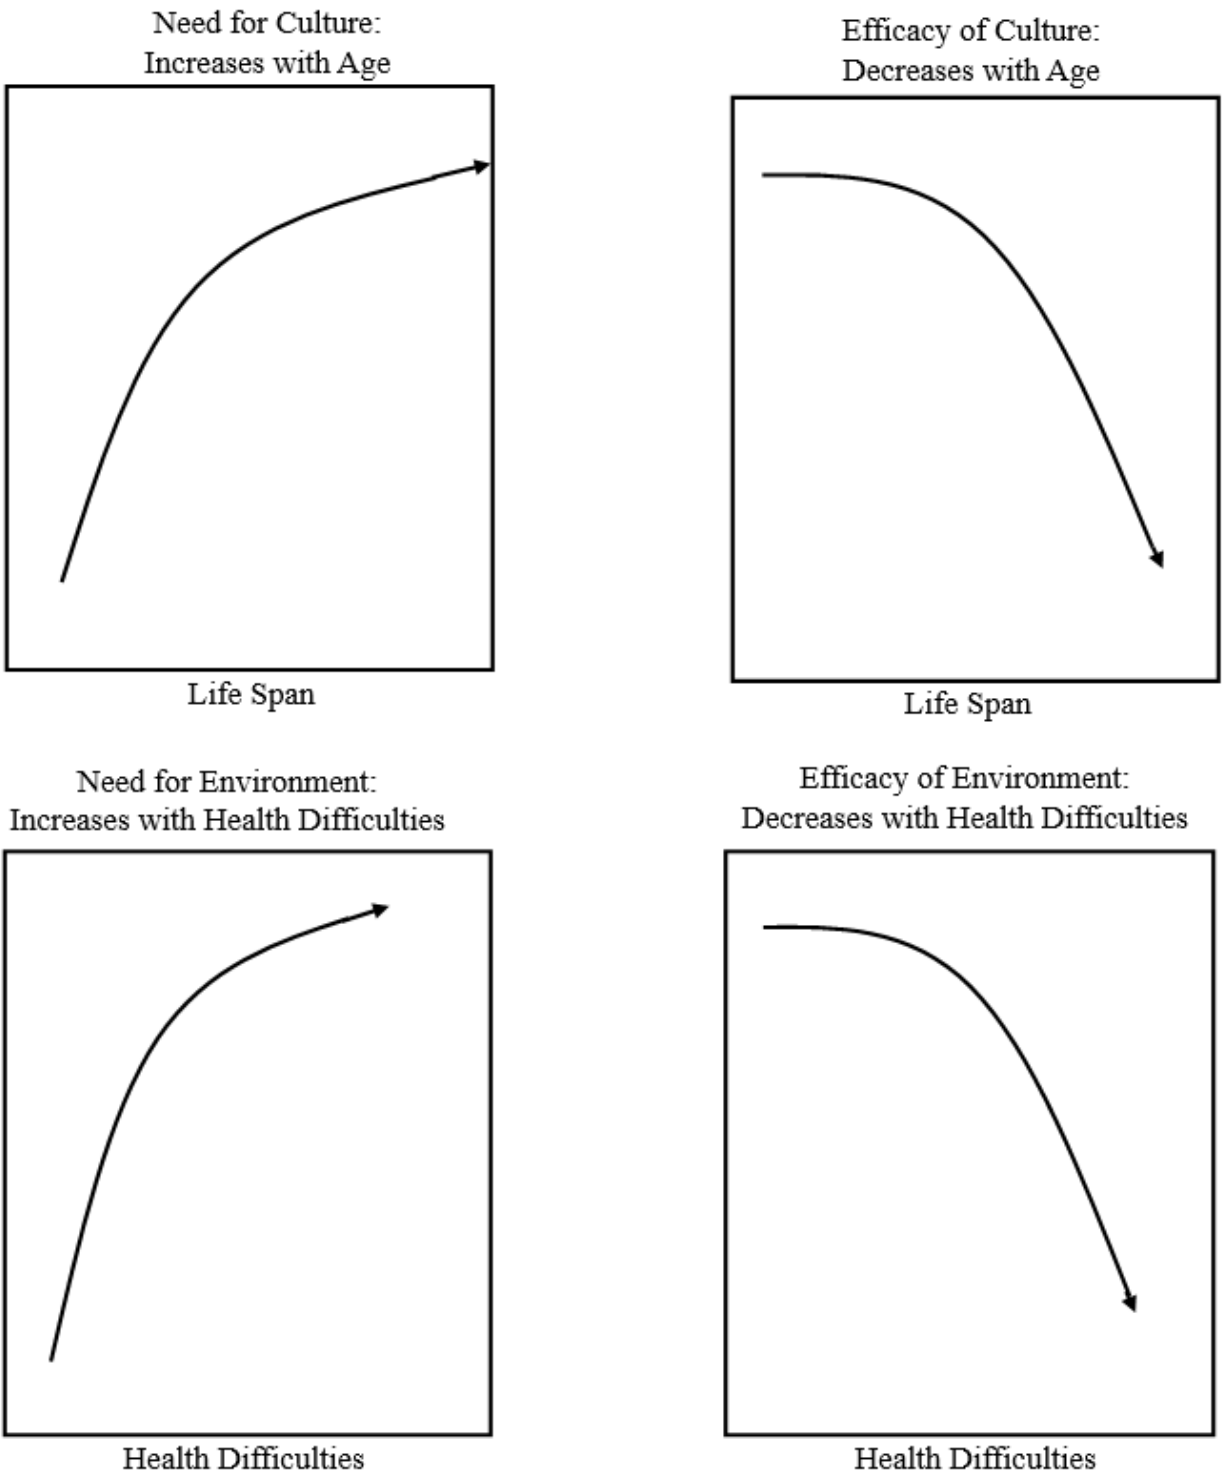 Need for Culture:
Increases with Age
Efficacy of Culture:
Decreases with Age
Life Span
Life Span
Need for Environment:
Increases with Health Difficulties
Efficacy of Environment:
Decreases with Health Difficulties
Health Difficulties
Health Difficulties